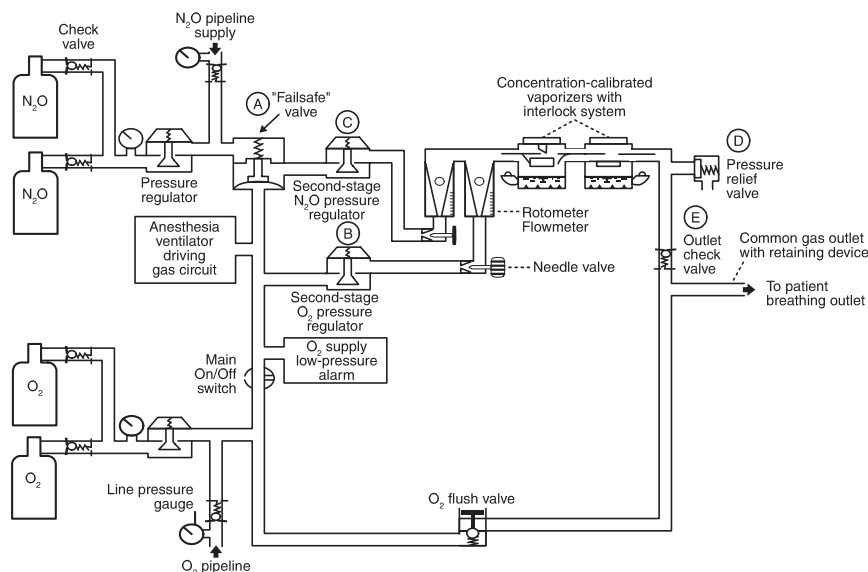 N2O pipeline
supply
Check
valve
N2O
N2O
A
"Failsafe"
valve
C
Concentration-calibrated
vaporizers with
interlock system
D
Pressure
relief
valve
Pressure
regulator
Second-stage
N2O pressure
regulator
Rotometer
Flowmeter
E
Outlet
check
valve
Common gas outlet
with retaining device
Anesthesia
ventilator
driving
gas circuit
B
Needle valve
To patient
breathing outlet
Second-stage
O2 pressure
regulator
O2 supply
low-pressure
alarm
Main
On/Off
switch
O2
O2
Line pressure
gauge
O2 flush valve
O2 pipeline